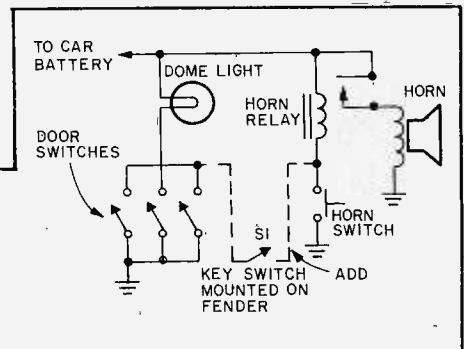 TO CAR
BATTERY
DOME LIGHT
HORN
HORN
RELAY
DOOR
SWITCHES
HORN
SWITCH
S1
KEY SWITCH
MOUNTED ON
FENDER
ADD